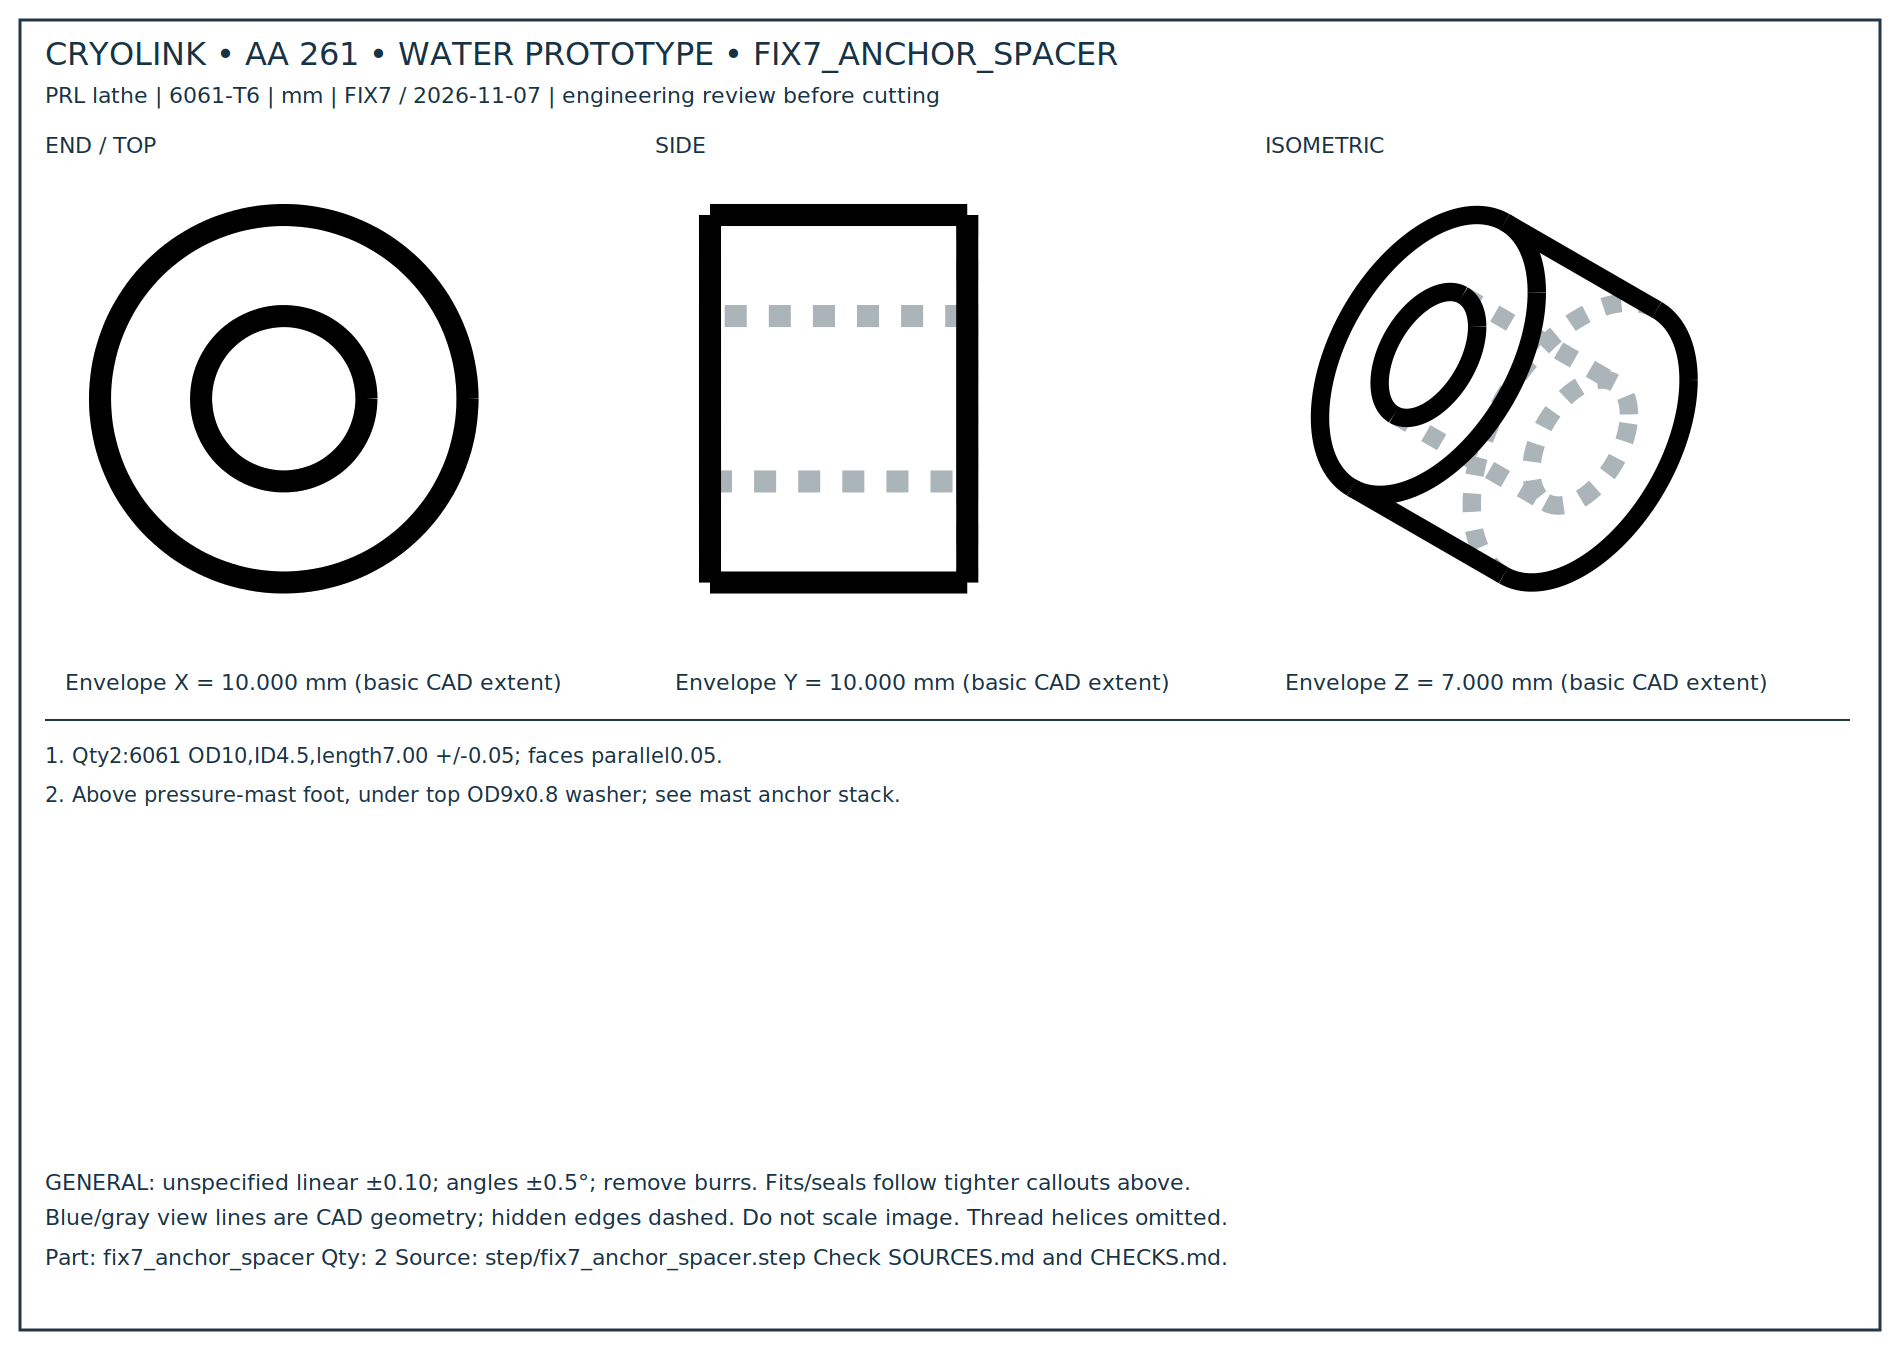 CRYOLINK • AA 261 • WATER PROTOTYPE • FIX7_ANCHOR_SPACER
PRL lathe | 6061-T6 | mm | FIX7 / 2026-11-07 | engineering review before cutting
END / TOP
SIDE
ISOMETRIC
Envelope X = 10.000 mm (basic CAD extent)
Envelope Y = 10.000 mm (basic CAD extent)
Envelope Z = 7.000 mm (basic CAD extent)
1. Qty2:6061 OD10,ID4.5,length7.00 +/-0.05; faces parallel0.05.
2. Above pressure-mast foot, under top OD9x0.8 washer; see mast anchor stack.
GENERAL: unspecified linear ±0.10; angles ±0.5°; remove burrs. Fits/seals follow tighter callouts above.
Blue/gray view lines are CAD geometry; hidden edges dashed. Do not scale image. Thread helices omitted.
Part: fix7_anchor_spacer Qty: 2 Source: step/fix7_anchor_spacer.step Check SOURCES.md and CHECKS.md.